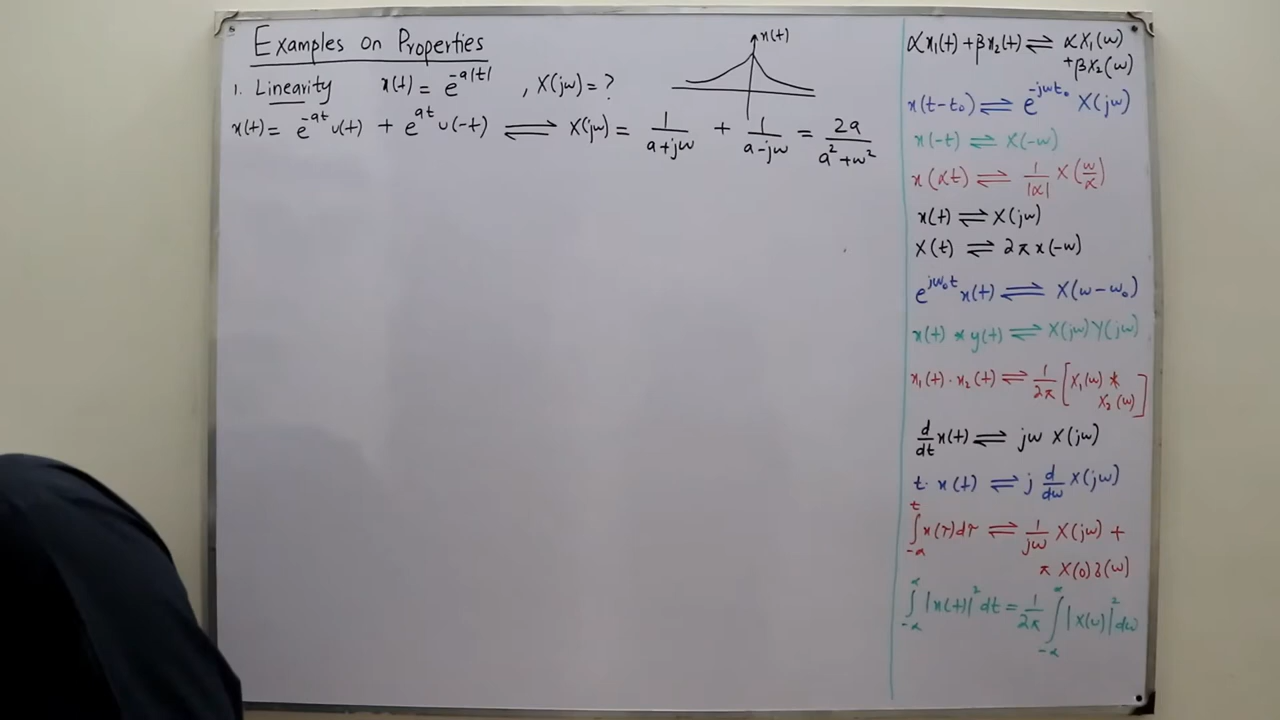 Examples on Properties
1. Linearity x(t) = e^{-a|t|} , X(jω) = ?
x(t)
x(t) = e^{-at} u(t) + e^{at} u(-t) ⇌ X(jω) = 1/(a+jω) + 1/(a-jω) = 2a/(a²+ω²)
αx₁(t) + βx₂(t) ⇌ αX₁(ω)
+βX₂(ω)
x(t-t₀) ⇌ e^{-jωt₀} X(jω)
x(-t) ⇌ X(-ω)
x(αt) ⇌ 1/|α| X(ω/α)
x(t) ⇌ X(jω)
X(t) ⇌ 2π x(-ω)
e^{jω₀t} x(t) ⇌ X(ω-ω₀)
x(t) * y(t) ⇌ X(jω) Y(jω)
x₁(t) · x₂(t) ⇌ 1/2π [X₁(ω) *
X₂(ω)]
d/dt x(t) ⇌ jω X(jω)
t · x(t) ⇌ j d/dω X(jω)
∫_{-∞}^{t} x(τ)dτ ⇌ 1/jω X(jω) +
π X(0) δ(ω)
∫_{-∞}^{∞} |x(t)|² dt = 1/2π ∫_{-∞}^{∞} |X(ω)|² dω